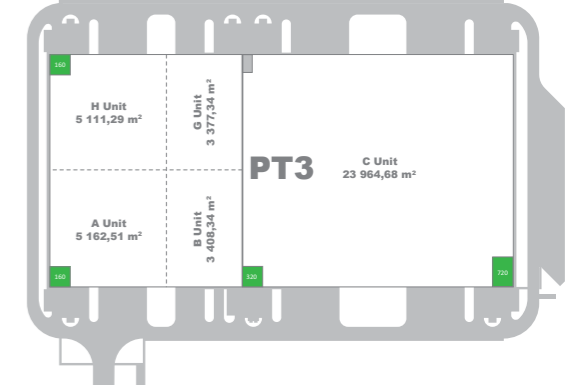 160
H Unit
5 111,29 m²
G Unit
3 377,34 m²
PT3
C Unit
23 964,68 m²
A Unit
5 162,51 m²
B Unit
3 408,34 m²
160
320
720